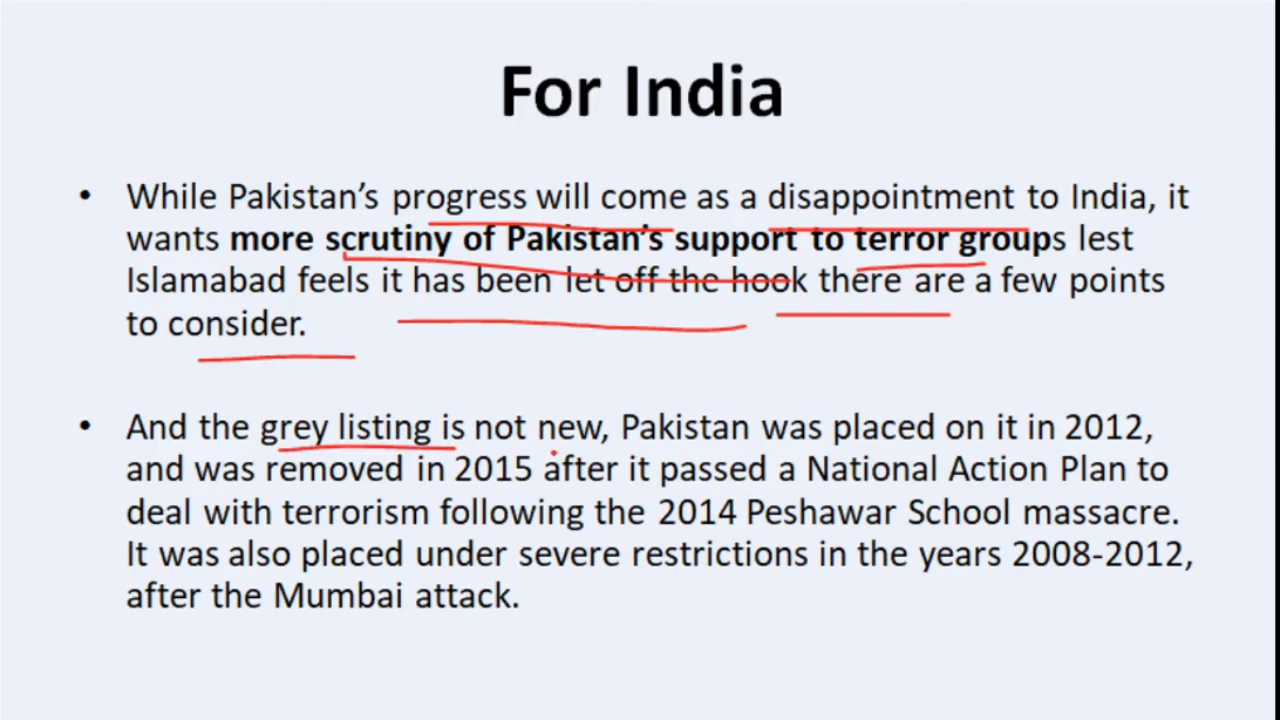 For India
• While Pakistan’s progress will come as a disappointment to India, it
wants more scrutiny of Pakistan’s support to terror groups lest
Islamabad feels it has been let off the hook there are a few points
to consider.
• And the grey listing is not new, Pakistan was placed on it in 2012,
and was removed in 2015 after it passed a National Action Plan to
deal with terrorism following the 2014 Peshawar School massacre.
It was also placed under severe restrictions in the years 2008-2012,
after the Mumbai attack.